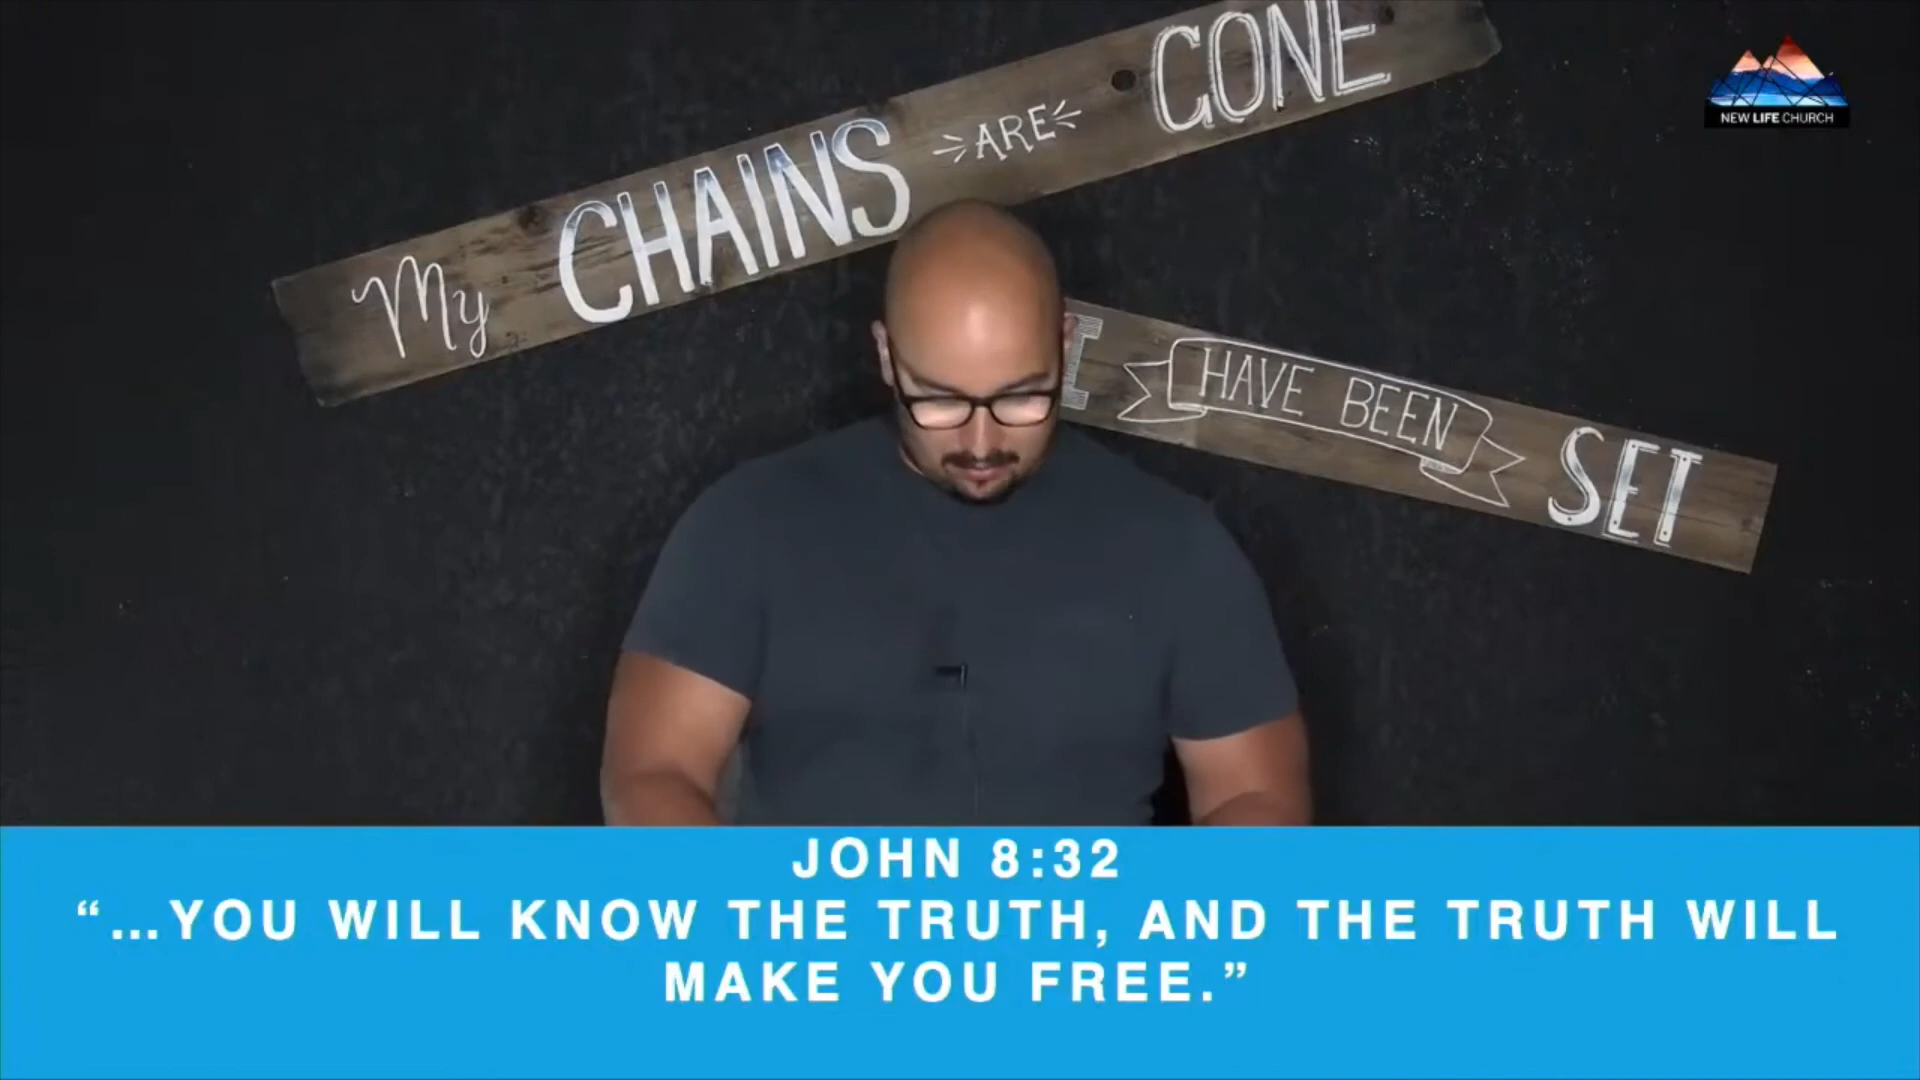 My CHAINS ARE GONE
NEW LIFE CHURCH
I HAVE BEEN SET
JOHN 8:32
“...YOU WILL KNOW THE TRUTH, AND THE TRUTH WILL
MAKE YOU FREE.”